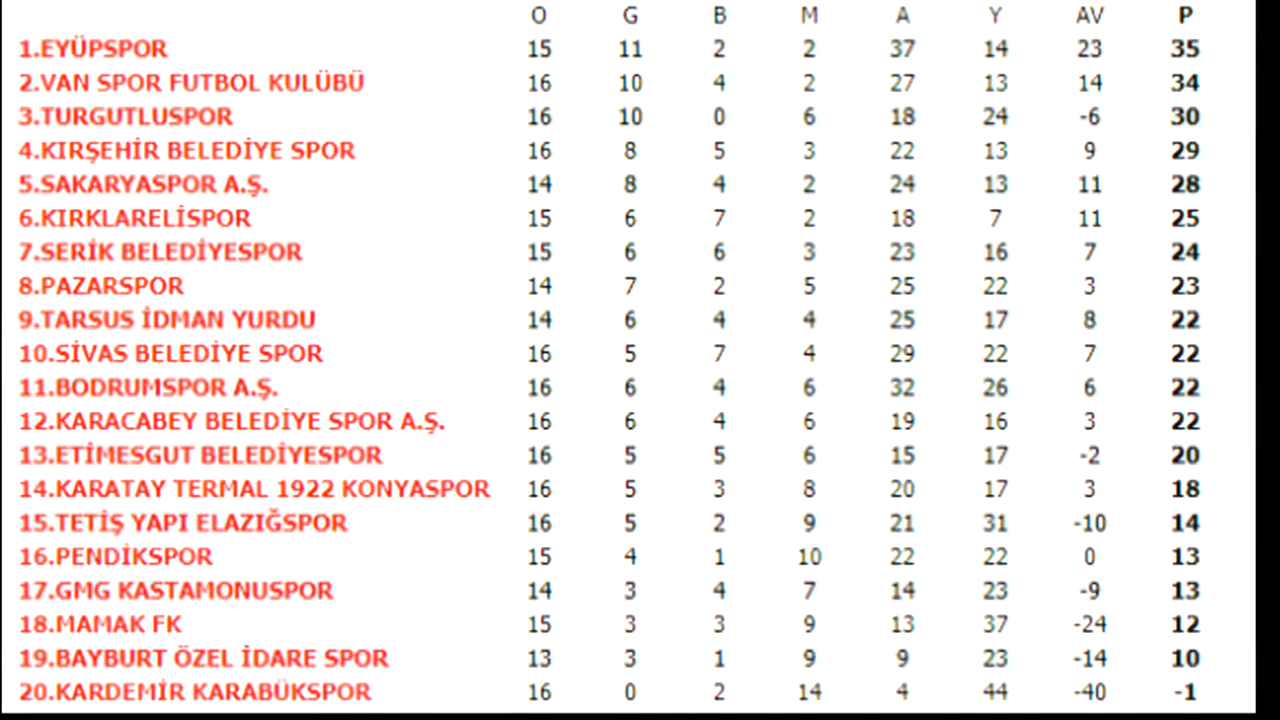 O G B M A Y AV P
1.EYÜPSPOR 15 11 2 2 37 14 23 35
2.VAN SPOR FUTBOL KULÜBÜ 16 10 4 2 27 13 14 34
3.TURGUTLUSPOR 16 10 0 6 18 24 -6 30
4.KIRŞEHİR BELEDİYE SPOR 16 8 5 3 22 13 9 29
5.SAKARYASPOR A.Ş. 14 8 4 2 24 13 11 28
6.KIRKLARELİSPOR 15 6 7 2 18 7 11 25
7.SERİK BELEDİYESPOR 15 6 6 3 23 16 7 24
8.PAZARSPOR 14 7 2 5 25 22 3 23
9.TARSUS İDMAN YURDU 14 6 4 4 25 17 8 22
10.SİVAS BELEDİYE SPOR 16 5 7 4 29 22 7 22
11.BODRUMSPOR A.Ş. 16 6 4 6 32 26 6 22
12.KARACABEY BELEDİYE SPOR A.Ş. 16 6 4 6 19 16 3 22
13.ETİMESGUT BELEDİYESPOR 16 5 5 6 15 17 -2 20
14.KARATAY TERMAL 1922 KONYASPOR 16 5 3 8 20 17 3 18
15.TETİŞ YAPI ELAZIĞSPOR 16 5 2 9 21 31 -10 14
16.PENDİKSPOR 15 4 1 10 22 22 0 13
17.GMG KASTAMONUSPOR 14 3 4 7 14 23 -9 13
18.MAMAK FK 15 3 3 9 13 37 -24 12
19.BAYBURT ÖZEL İDARE SPOR 13 3 1 9 9 23 -14 10
20.KARDEMİR KARABÜKSPOR 16 0 2 14 4 44 -40 -1